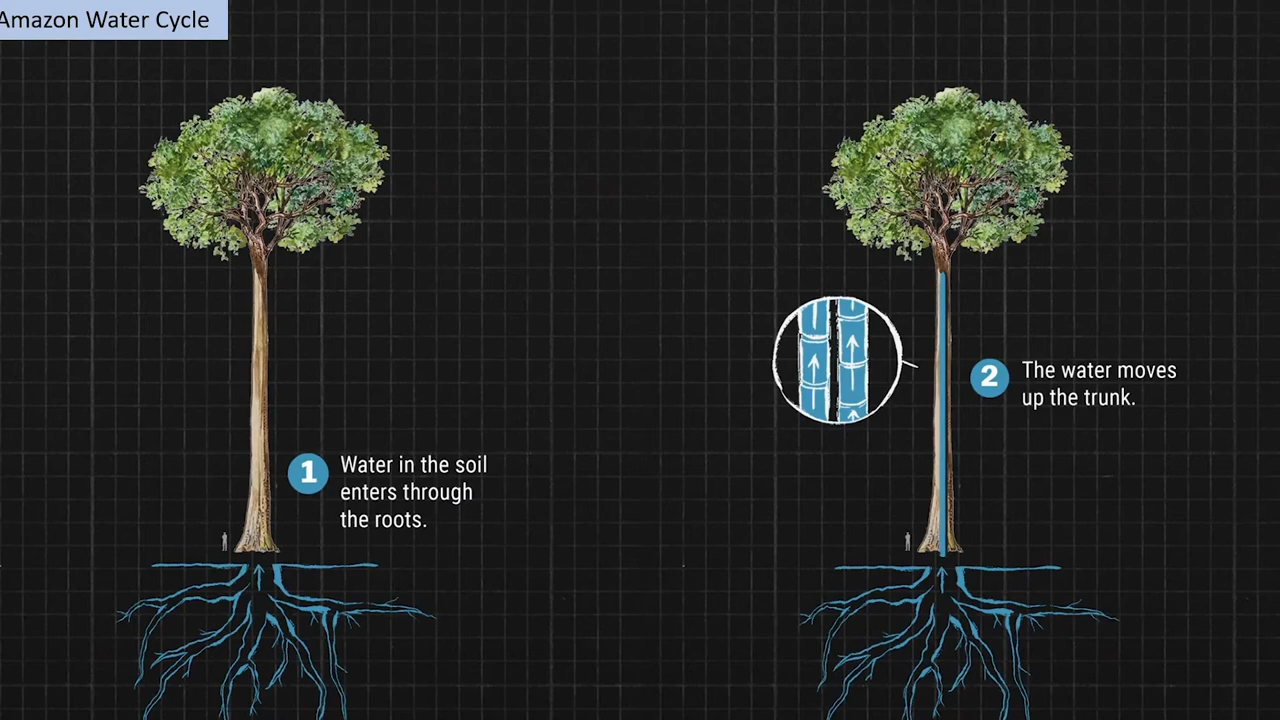 Amazon Water Cycle
1 Water in the soil
enters through
the roots.
2 The water moves
up the trunk.